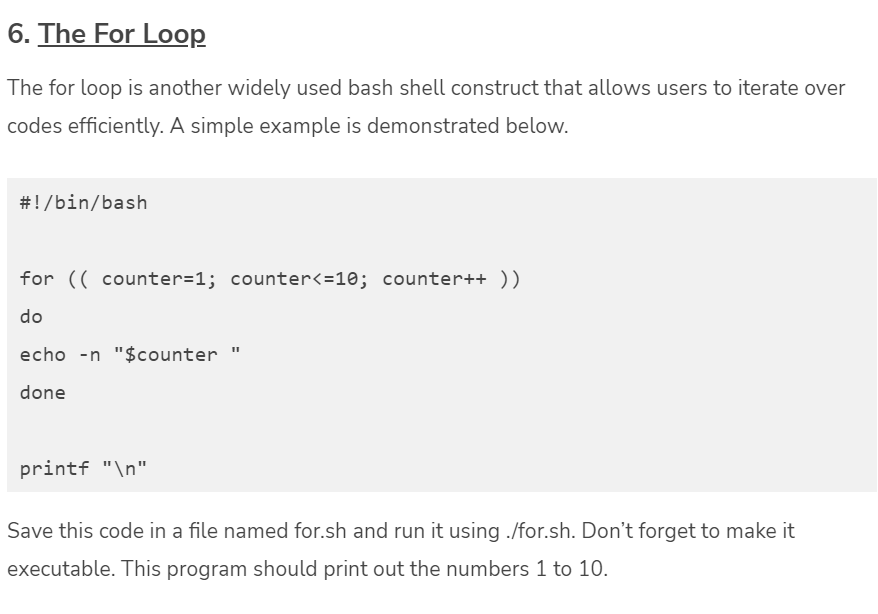 6. The For Loop
The for loop is another widely used bash shell construct that allows users to iterate over
codes efficiently. A simple example is demonstrated below.
#!/bin/bash
for (( counter=1; counter<=10; counter++ ))
do
echo -n "$counter "
done
printf "\n"
Save this code in a file named for.sh and run it using ./for.sh. Don’t forget to make it
executable. This program should print out the numbers 1 to 10.